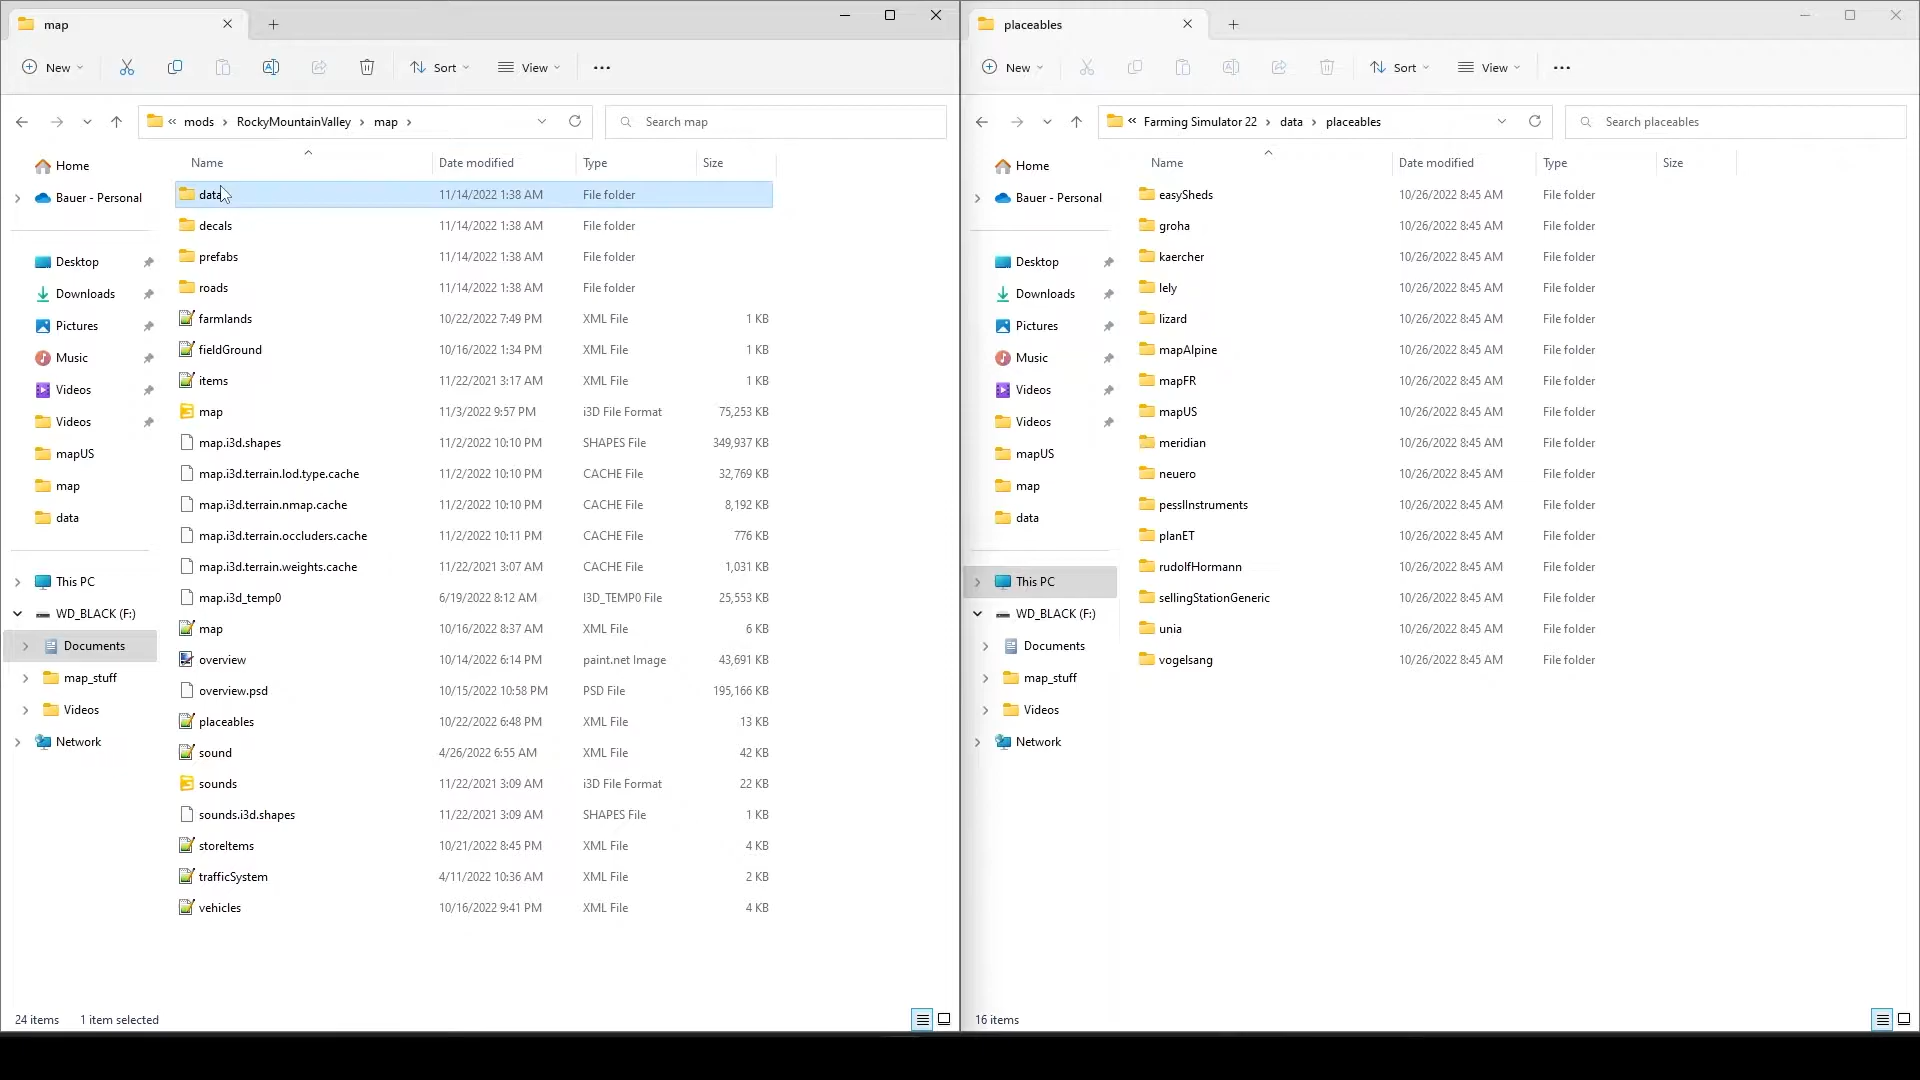 map
New
Sort
View
mods
RockyMountainValley
map
Search map
Name
Date modified
Type
Size
Home
Bauer - Personal
Desktop
Downloads
Pictures
Music
Videos
Videos
mapUS
map
data
This PC
WD_BLACK (F:)
Documents
map_stuff
Videos
Network
data 11/14/2022 1:38 AM File folder
decals 11/14/2022 1:38 AM File folder
prefabs 11/14/2022 1:38 AM File folder
roads 11/14/2022 1:38 AM File folder
farmlands 10/22/2022 7:49 PM XML File 1 KB
fieldGround 10/16/2022 1:34 PM XML File 1 KB
items 11/22/2021 3:17 AM XML File 1 KB
map 11/3/2022 9:57 PM i3D File Format 75,253 KB
map.i3d.shapes 11/2/2022 10:10 PM SHAPES File 349,937 KB
map.i3d.terrain.lod.type.cache 11/2/2022 10:10 PM CACHE File 32,769 KB
map.i3d.terrain.nmap.cache 11/2/2022 10:10 PM CACHE File 8,192 KB
map.i3d.terrain.occluders.cache 11/2/2022 10:11 PM CACHE File 776 KB
map.i3d.terrain.weights.cache 11/22/2021 3:07 AM CACHE File 1,031 KB
map.i3d_temp0 6/19/2022 8:12 AM I3D_TEMP0 File 25,553 KB
map 10/16/2022 8:37 AM XML File 6 KB
overview 10/14/2022 6:14 PM paint.net Image 43,691 KB
overview.psd 10/15/2022 10:58 PM PSD File 195,166 KB
placeables 10/22/2022 6:48 PM XML File 13 KB
sound 4/26/2022 6:55 AM XML File 42 KB
sounds 11/22/2021 3:09 AM i3D File Format 22 KB
sounds.i3d.shapes 11/22/2021 3:09 AM SHAPES File 1 KB
storeItems 10/21/2022 8:45 PM XML File 4 KB
trafficSystem 4/11/2022 10:36 AM XML File 2 KB
vehicles 10/16/2022 9:41 PM XML File 4 KB
24 items 1 item selected
placeables
New
Sort
View
Farming Simulator 22
data
placeables
Search placeables
Name
Date modified
Type
Size
Home
Bauer - Personal
Desktop
Downloads
Pictures
Music
Videos
Videos
mapUS
map
data
This PC
WD_BLACK (F:)
Documents
map_stuff
Videos
Network
easySheds 10/26/2022 8:45 AM File folder
groha 10/26/2022 8:45 AM File folder
kaercher 10/26/2022 8:45 AM File folder
lely 10/26/2022 8:45 AM File folder
lizard 10/26/2022 8:45 AM File folder
mapAlpine 10/26/2022 8:45 AM File folder
mapFR 10/26/2022 8:45 AM File folder
mapUS 10/26/2022 8:45 AM File folder
meridian 10/26/2022 8:45 AM File folder
neuero 10/26/2022 8:45 AM File folder
pesslInstruments 10/26/2022 8:45 AM File folder
planET 10/26/2022 8:45 AM File folder
rudolfHormann 10/26/2022 8:45 AM File folder
sellingStationGeneric 10/26/2022 8:45 AM File folder
unia 10/26/2022 8:45 AM File folder
vogelsang 10/26/2022 8:45 AM File folder
16 items